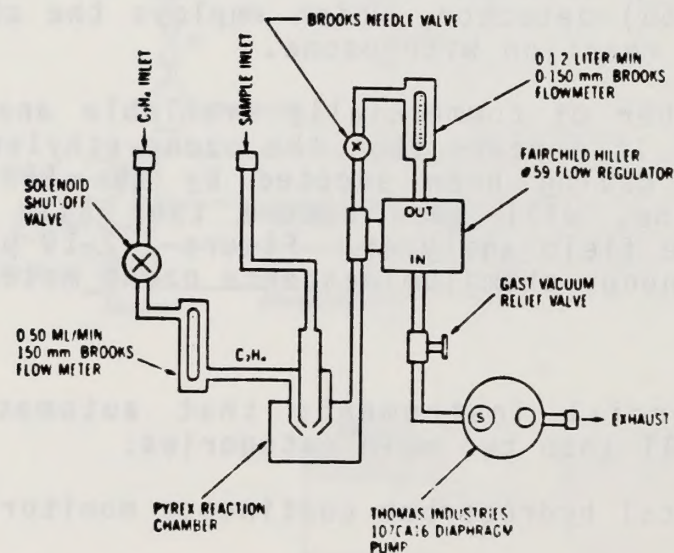 BROOKS NEEDLE VALVE
C₂H₄ INLET
SAMPLE INLET
0.1.2 LITER/MIN
0.150 mm BROOKS
FLOWMETER
SOLENOID
SHUT-OFF
VALVE
FAIRCHILD HILLER
#59 FLOW REGULATOR
OUT
IN
GAST VACUUM
RELIEF VALVE
0.50 ML/MIN
150 mm BROOKS
FLOW METER
C₂H₄
S
EXHAUST
PYREX REACTION
CHAMBER
THOMAS INDUSTRIES
107CA16 DIAPHRAGM
PUMP